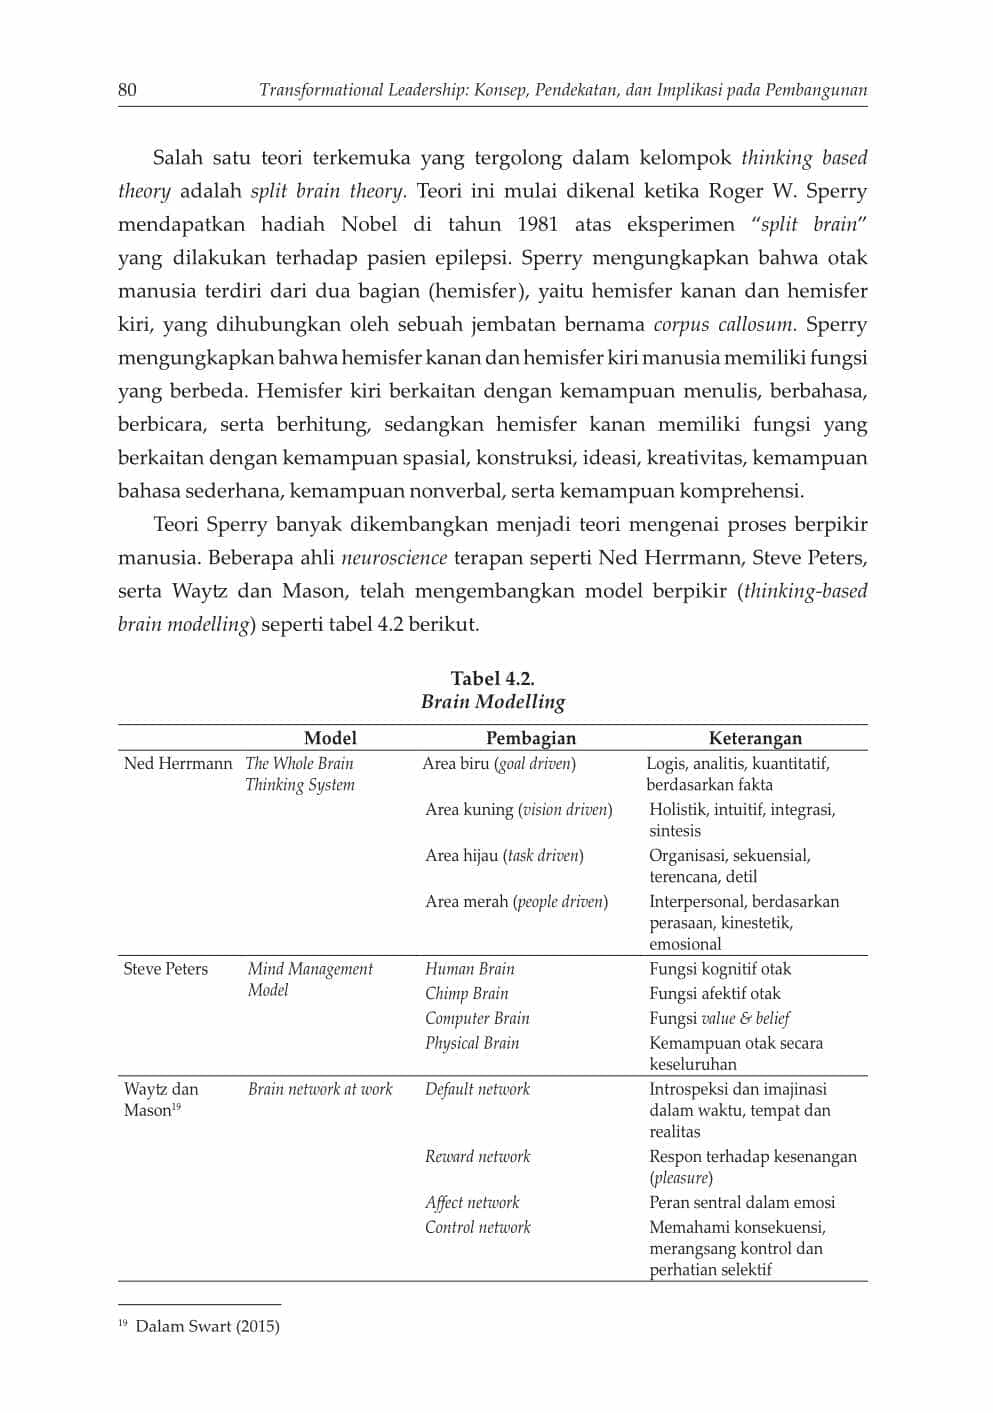 80 Transformational Leadership: Konsep, Pendekatan, dan Implikasi pada Pembangunan
Salah satu teori terkemuka yang tergolong dalam kelompok thinking based
theory adalah split brain theory. Teori ini mulai dikenal ketika Roger W. Sperry
mendapatkan hadiah Nobel di tahun 1981 atas eksperimen “split brain”
yang dilakukan terhadap pasien epilepsi. Sperry mengungkapkan bahwa otak
manusia terdiri dari dua bagian (hemisfer), yaitu hemisfer kanan dan hemisfer
kiri, yang dihubungkan oleh sebuah jembatan bernama corpus callosum. Sperry
mengungkapkan bahwa hemisfer kanan dan hemisfer kiri manusia memiliki fungsi
yang berbeda. Hemisfer kiri berkaitan dengan kemampuan menulis, berbahasa,
berbicara, serta berhitung, sedangkan hemisfer kanan memiliki fungsi yang
berkaitan dengan kemampuan spasial, konstruksi, ideasi, kreativitas, kemampuan
bahasa sederhana, kemampuan nonverbal, serta kemampuan komprehensi.
Teori Sperry banyak dikembangkan menjadi teori mengenai proses berpikir
manusia. Beberapa ahli neuroscience terapan seperti Ned Herrmann, Steve Peters,
serta Waytz dan Mason, telah mengembangkan model berpikir (thinking-based
brain modelling) seperti tabel 4.2 berikut.
Tabel 4.2.
Brain Modelling
Model Pembagian Keterangan
Ned Herrmann The Whole Brain Area biru (goal driven) Logis, analitis, kuantitatif,
Thinking System berdasarkan fakta
Area kuning (vision driven) Holistik, intuitif, integrasi,
sintesis
Area hijau (task driven) Organisasi, sekuensial,
terencana, detil
Area merah (people driven) Interpersonal, berdasarkan
perasaan, kinestetik,
emosional
Steve Peters Mind Management Human Brain Fungsi kognitif otak
Model Chimp Brain Fungsi afektif otak
Computer Brain Fungsi value & belief
Physical Brain Kemampuan otak secara
keseluruhan
Waytz dan Brain network at work Default network Introspeksi dan imajinasi
Mason19 dalam waktu, tempat dan
realitas
Reward network Respon terhadap kesenangan
(pleasure)
Affect network Peran sentral dalam emosi
Control network Memahami konsekuensi,
merangsang kontrol dan
perhatian selektif
19 Dalam Swart (2015)